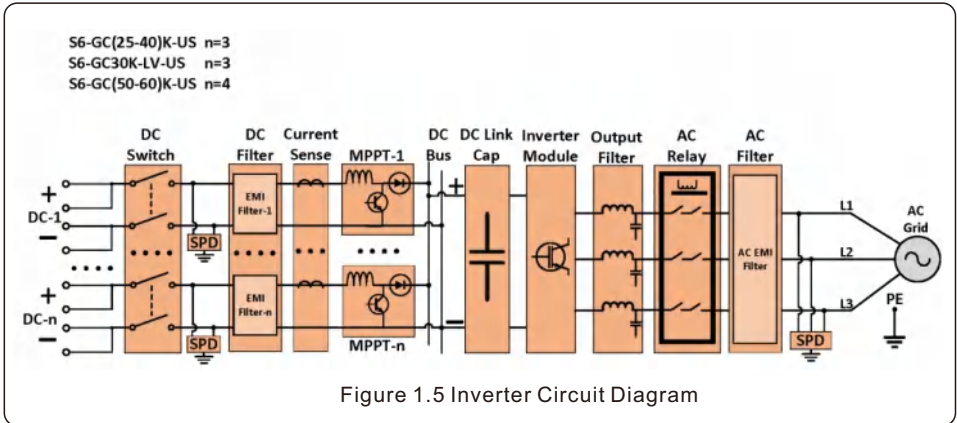 S6-GC(25-40)K-US n=3
S6-GC30K-LV-US n=3
S6-GC(50-60)K-US n=4
DC Switch
DC Filter
Current Sense
MPPT-1
DC Bus
DC Link Cap
Inverter Module
Output Filter
AC Relay
AC Filter
+
DC-1
−
EMI Filter-1
SPD
+
DC-n
−
EMI Filter-n
SPD
MPPT-n
+
−
AC EMI Filter
L1
L2
L3
AC Grid
PE
SPD
Figure 1.5 Inverter Circuit Diagram